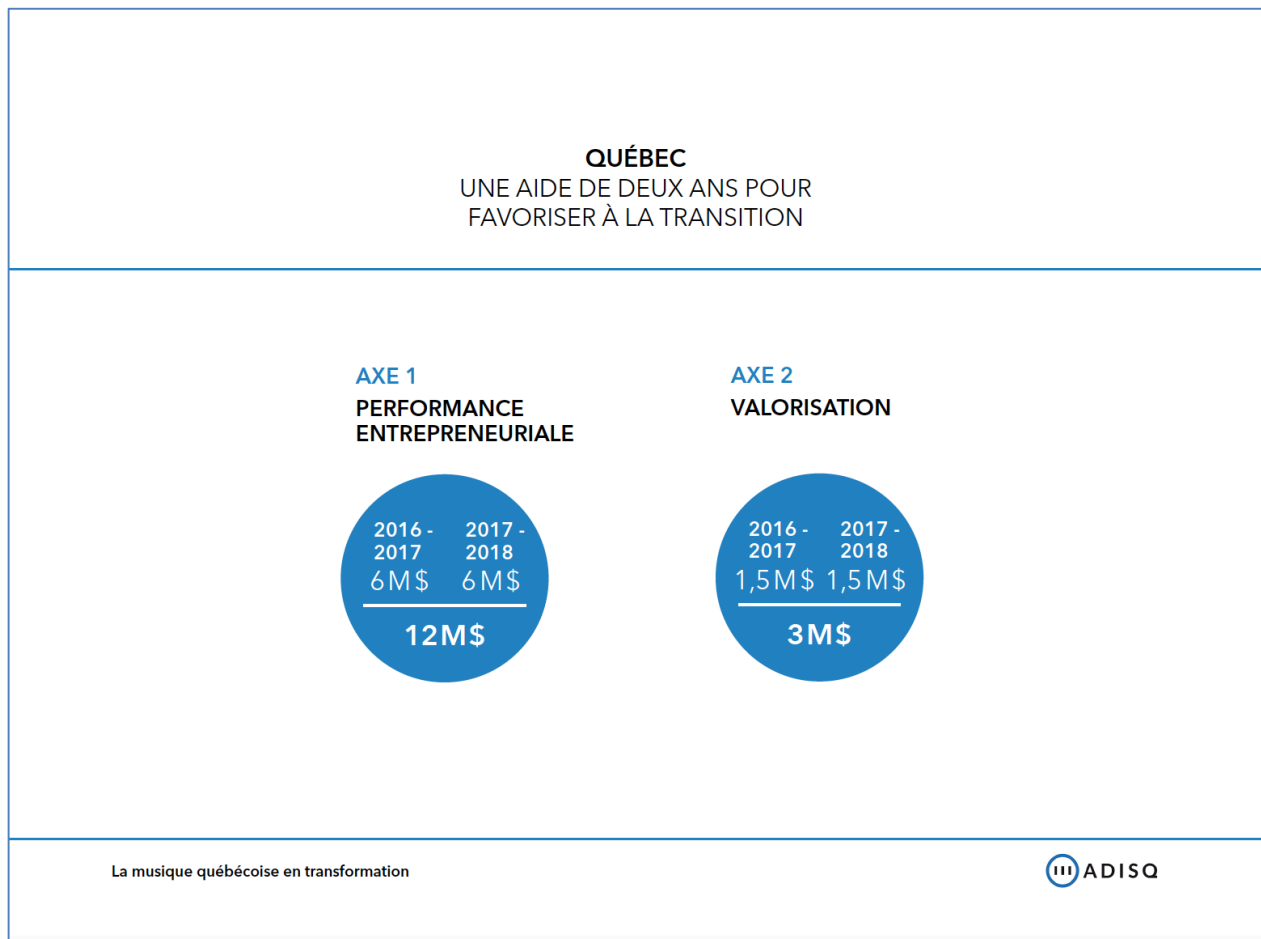 QUÉBEC
UNE AIDE DE DEUX ANS POUR
FAVORISER À LA TRANSITION
AXE 1
PERFORMANCE
ENTREPRENEURIALE
2016 - 2017 -
2017 2018
6M$ 6M$
12M$
AXE 2
VALORISATION
2016 - 2017 -
2017 2018
1,5M$ 1,5M$
3M$
La musique québécoise en transformation
ADISQ